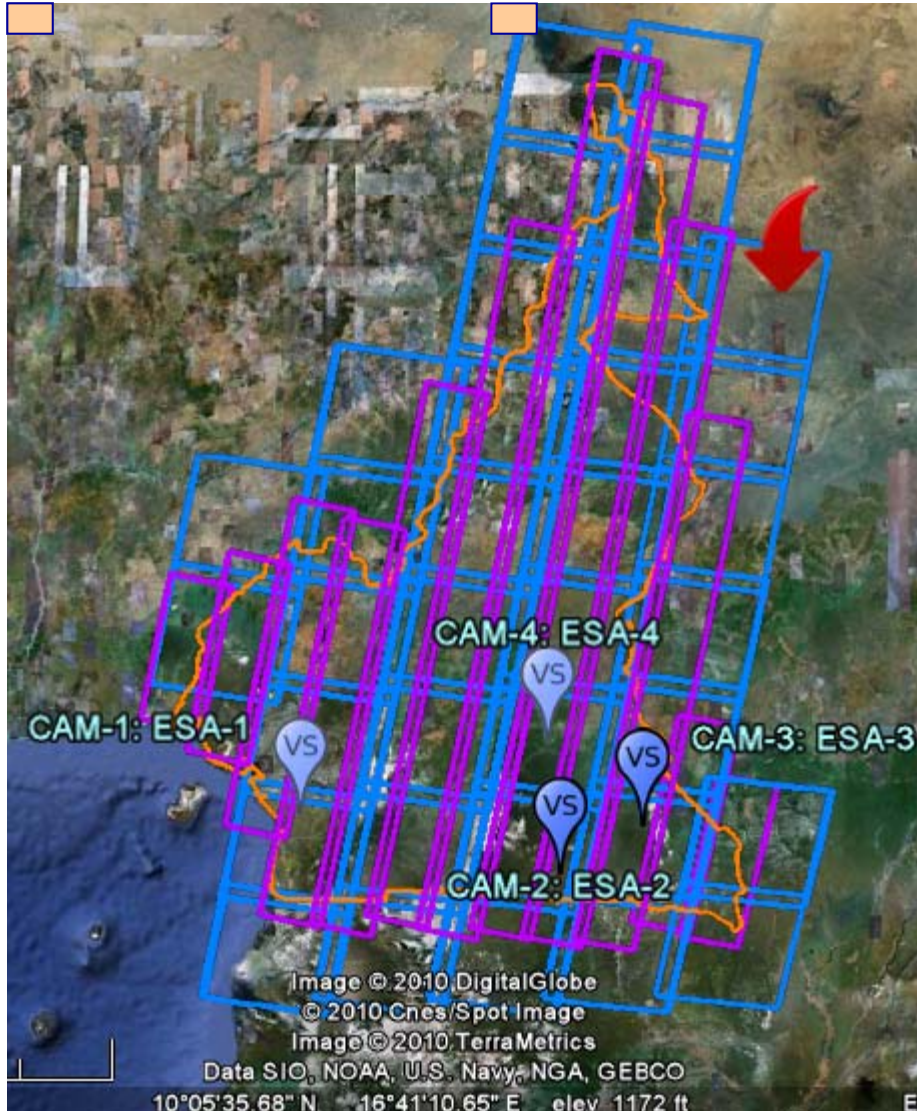 CAM-4: ESA-4
VS
CAM-1: ESA-1
VS
CAM-3: ESA-3
VS
VS
CAM-2: ESA-2
Image © 2010 DigitalGlobe
© 2010 Cnes/Spot Image
Image © 2010 TerraMetrics
Data SIO, NOAA, U.S. Navy, NGA, GEBCO
10°05'35.68" N 16°41'10.65" E elev 1172 ft E